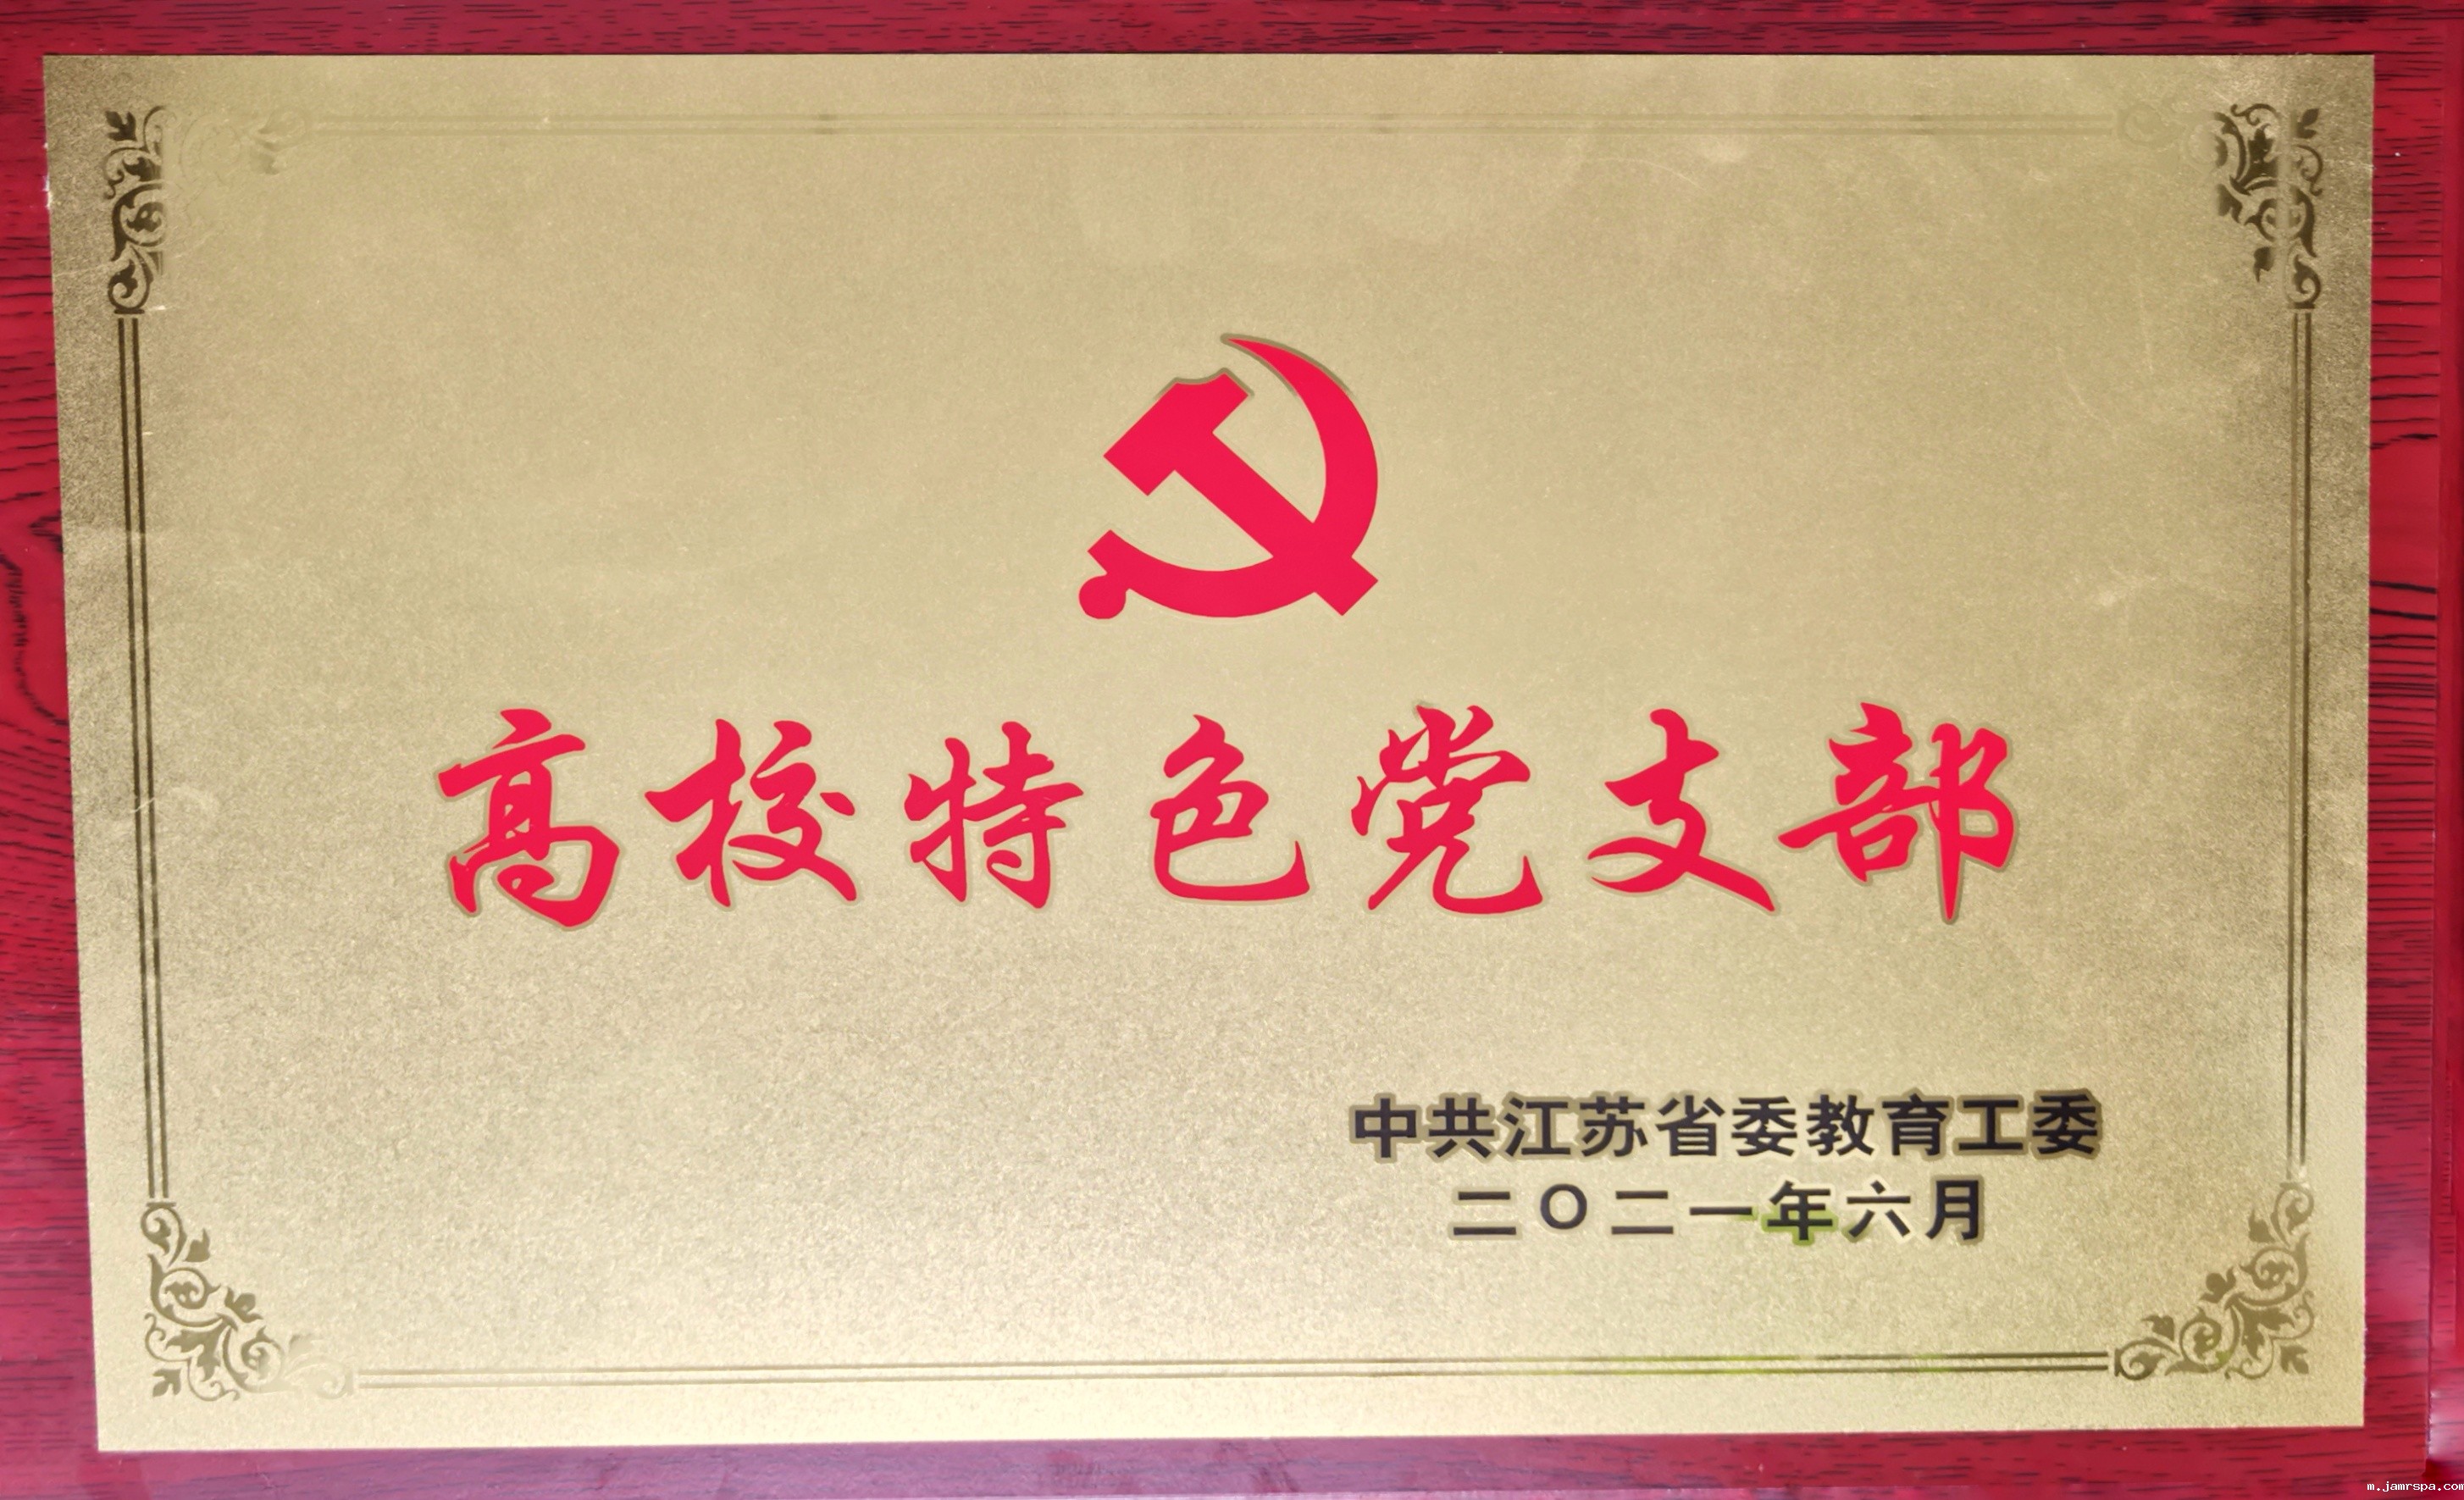 高校特色党支部
中共江苏省委教育工委
二〇二一年六月
m.jamrspa.com